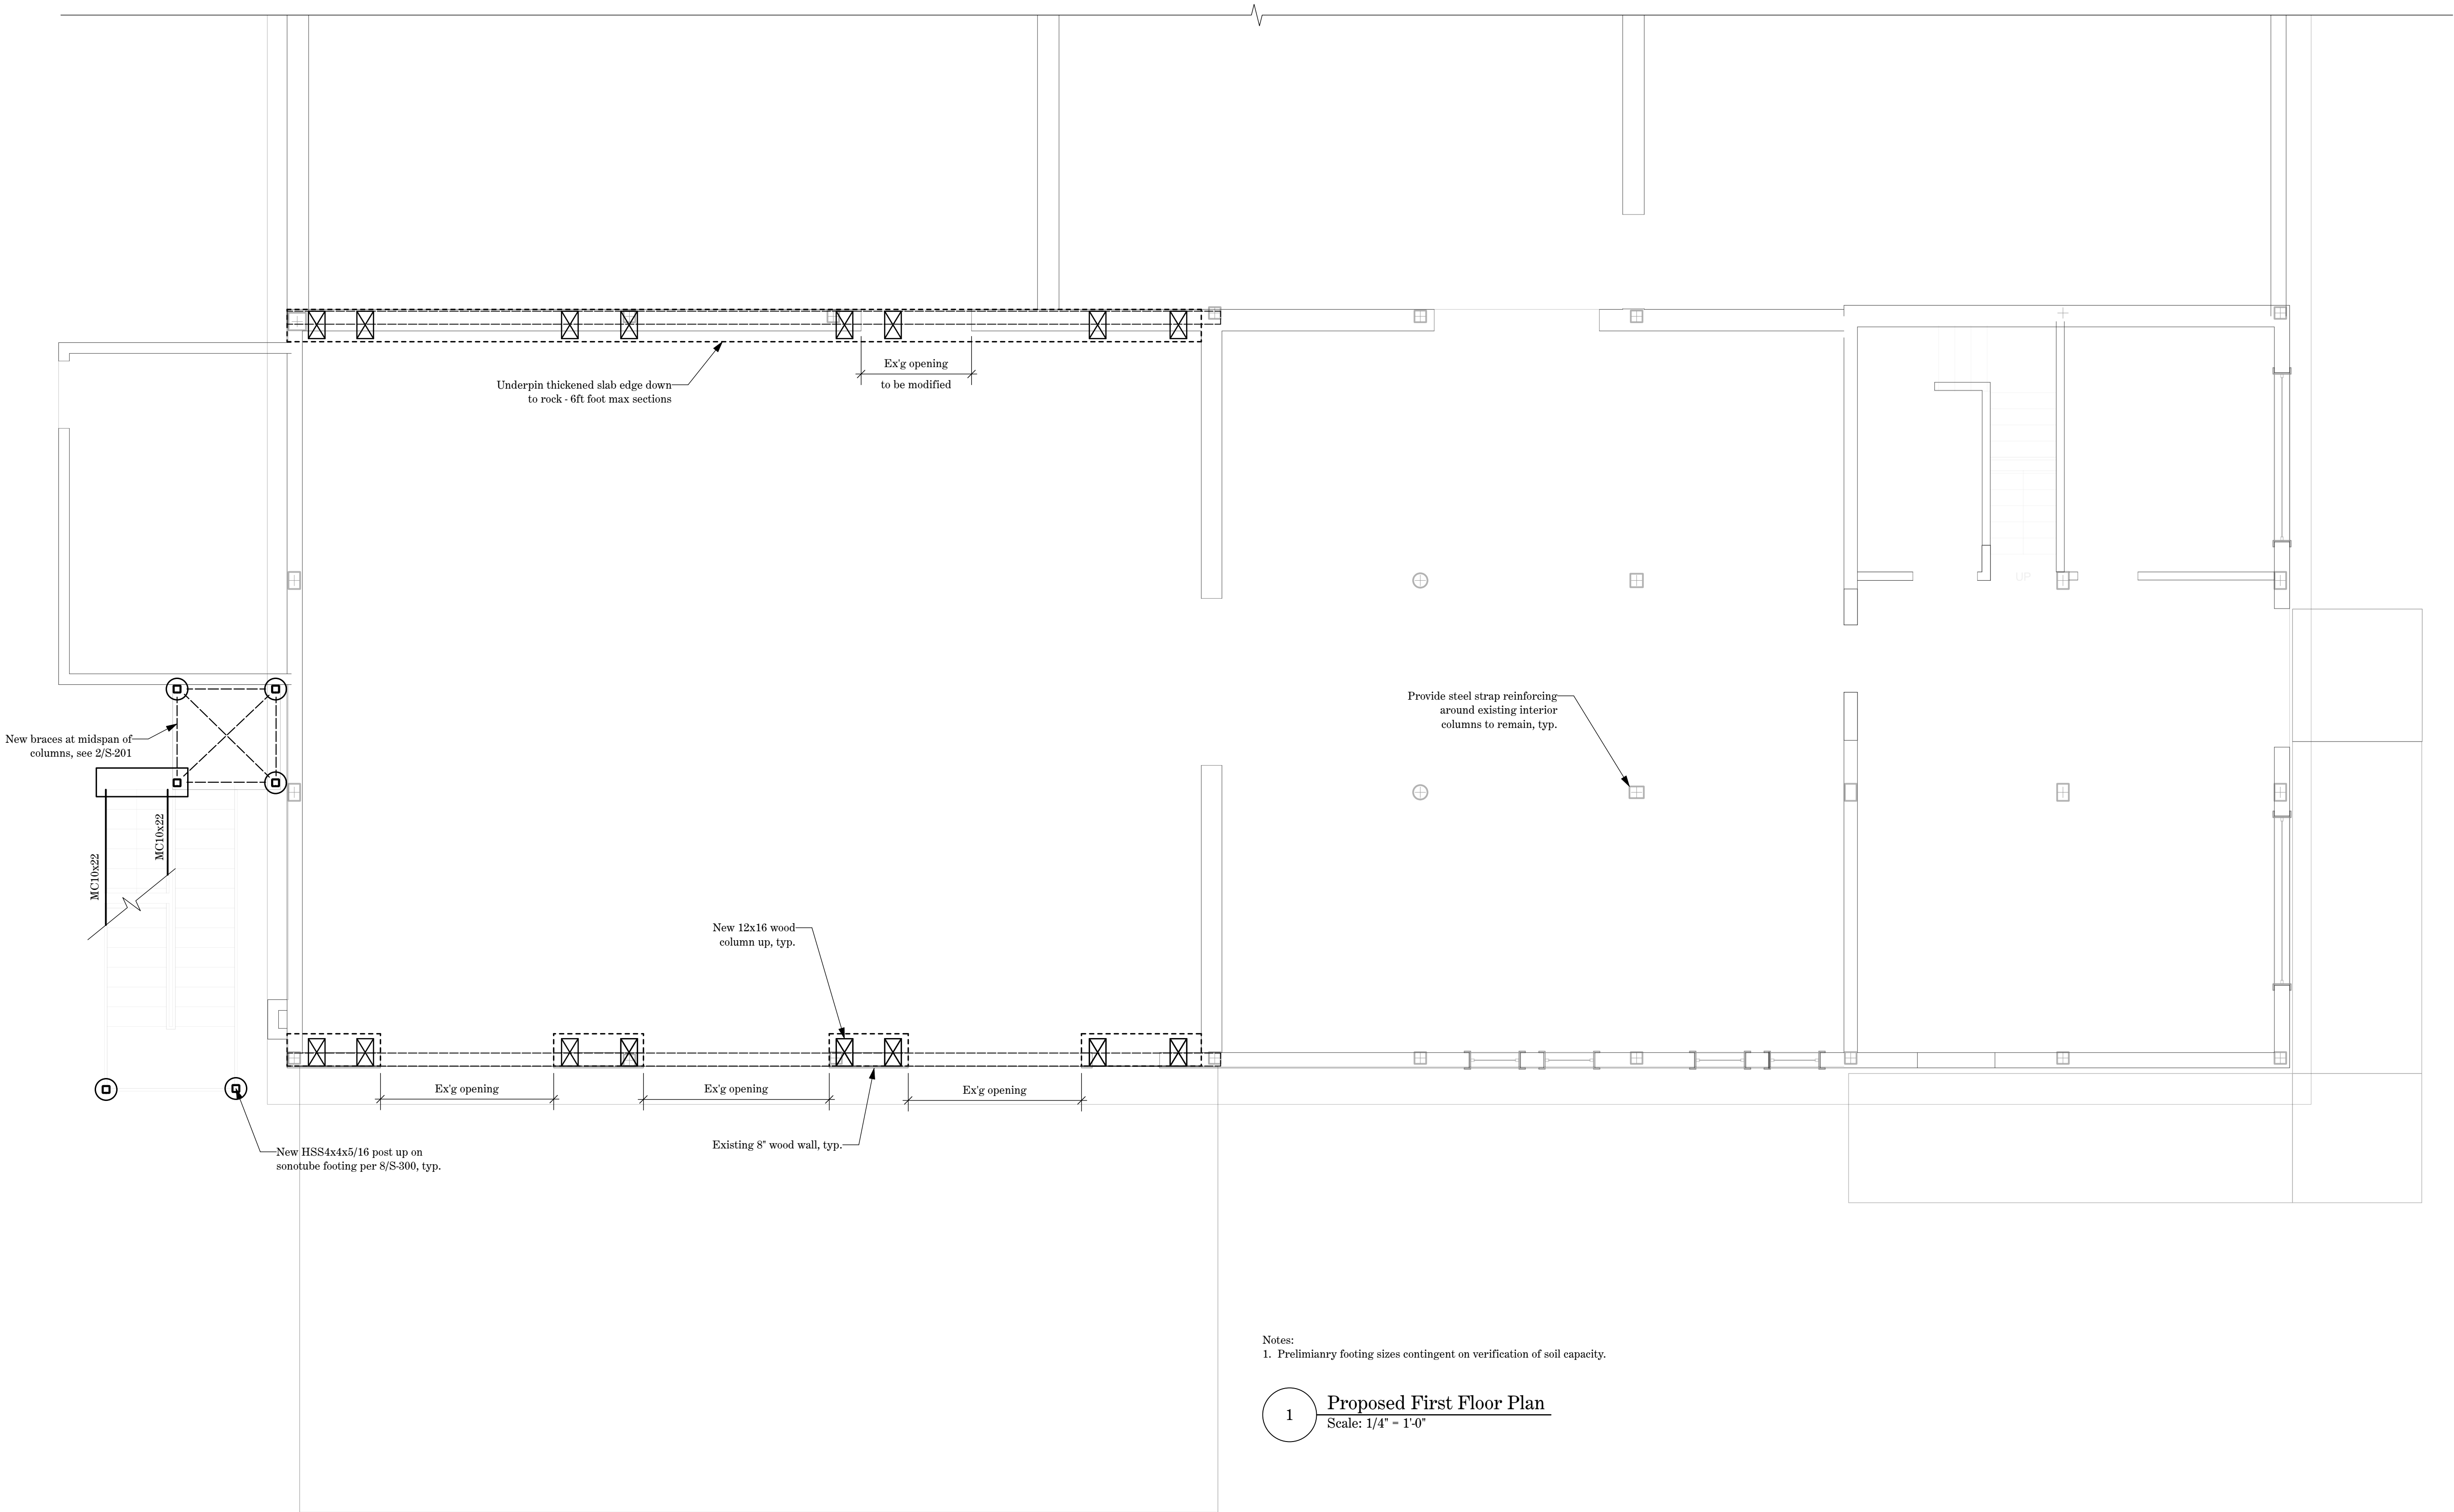 Ex'g opening
to be modified
Underpin thickened slab edge down
to rock - 6ft foot max sections
UP
Provide steel strap reinforcing
around existing interior
columns to remain, typ.
New braces at midspan of
columns, see 2/S-201
MC10x22
MC10x22
New 12x16 wood
column up, typ.
Ex'g opening
Ex'g opening
Ex'g opening
Existing 8" wood wall, typ.
New HSS4x4x5/16 post up on
sonotube footing per 8/S-300, typ.
Notes:
1. Prelimianry footing sizes contingent on verification of soil capacity.
1
Proposed First Floor Plan
Scale: 1/4" = 1'-0"